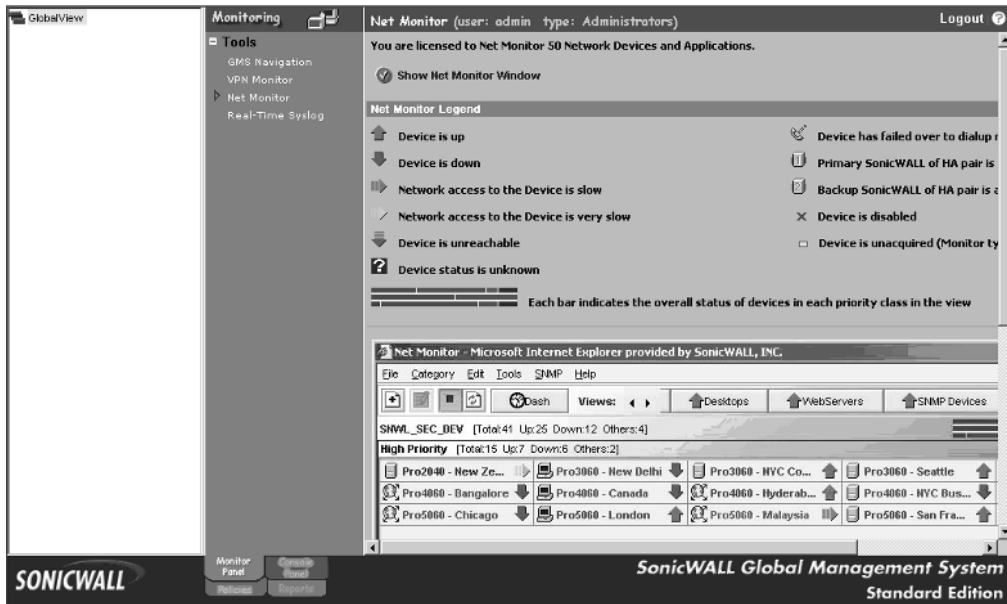 GlobalView
Monitoring
Tools
GMS Navigation
VPN Monitor
Net Monitor
Real-Time Syslog
Net Monitor (user: admin type: Administrators)
Logout
You are licensed to Net Monitor 50 Network Devices and Applications.
Show Net Monitor Window
Net Monitor Legend
Device is up
Device has failed over to dialup
Device is down
Primary SonicWALL of HA pair is
Network access to the Device is slow
Backup SonicWALL of HA pair is a
Network access to the Device is very slow
Device is disabled
Device is unreachable
Device is unacquired (Monitor ty
Device status is unknown
Each bar indicates the overall status of devices in each priority class in the view
Net Monitor - Microsoft Internet Explorer provided by SonicWALL, INC.
File Category Edit Tools SNMP Help
Dash Views: Desktops WebServers SNMP Devices
SNWL_SEC_DEV [Total:41 Up:25 Down:12 Others:4]
High Priority [Total:15 Up:7 Down:6 Others:2]
Pro2040 - New Ze... Pro3060 - New Delhi Pro3060 - NYC Co... Pro3060 - Seattle
Pro4060 - Bangalore Pro4060 - Canada Pro4060 - Hyderab... Pro4060 - NYC Bus...
Pro5060 - Chicago Pro5060 - London Pro5060 - Malaysia Pro5060 - San Fra...
Monitor Panel
Console Panel
Policies
Reports
SONICWALL
SonicWALL Global Management System
Standard Edition